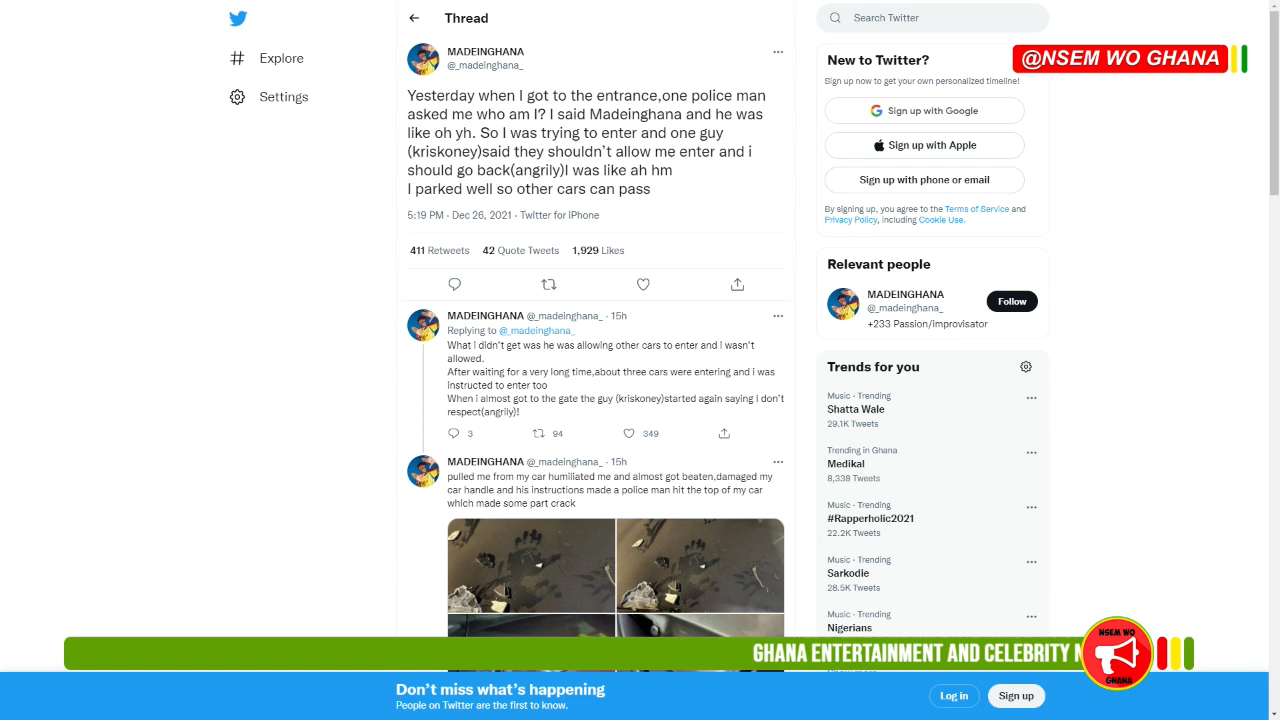 Thread
Search Twitter
@NSEM WO GHANA
Explore
Settings
MADEINGHANA
@_madeinghana_
Yesterday when I got to the entrance,one police man
asked me who am I? I said Madeinghana and he was
like oh yh. So I was trying to enter and one guy
(kriskoney)said they shouldn't allow me enter and i
should go back(angrily)I was like ah hm
I parked well so other cars can pass
5:19 PM · Dec 26, 2021 · Twitter for iPhone
411 Retweets 42 Quote Tweets 1,929 Likes
MADEINGHANA @_madeinghana_ · 15h
Replying to @_madeinghana_
What I didn't get was he was allowing other cars to enter and i wasn't
allowed.
After waiting for a very long time,about three cars were entering and i was
instructed to enter too
When i almost got to the gate the guy (kriskoney)started again saying I don't
respect(angrily)!
3 94 349
MADEINGHANA @_madeinghana_ · 15h
pulled me from my car humiliated me and almost got beaten,damaged my
car handle and his instructions made a police man hit the top of my car
which made some part crack
New to Twitter?
Sign up now to get your own personalized timeline!
Sign up with Google
Sign up with Apple
Sign up with phone or email
By signing up, you agree to the Terms of Service and
Privacy Policy, including Cookie Use.
Relevant people
MADEINGHANA
@_madeinghana_
Follow
+233 Passion/improvisator
Trends for you
Music · Trending
Shatta Wale
29.1K Tweets
Trending in Ghana
Medikal
8,338 Tweets
Music · Trending
#Rapperholic2021
22.2K Tweets
Music · Trending
Sarkodie
28.5K Tweets
Music · Trending
Nigerians
GHANA ENTERTAINMENT AND CELEBRITY N
NSEM WO
GHANA
Don't miss what's happening
People on Twitter are the first to know.
Log in
Sign up